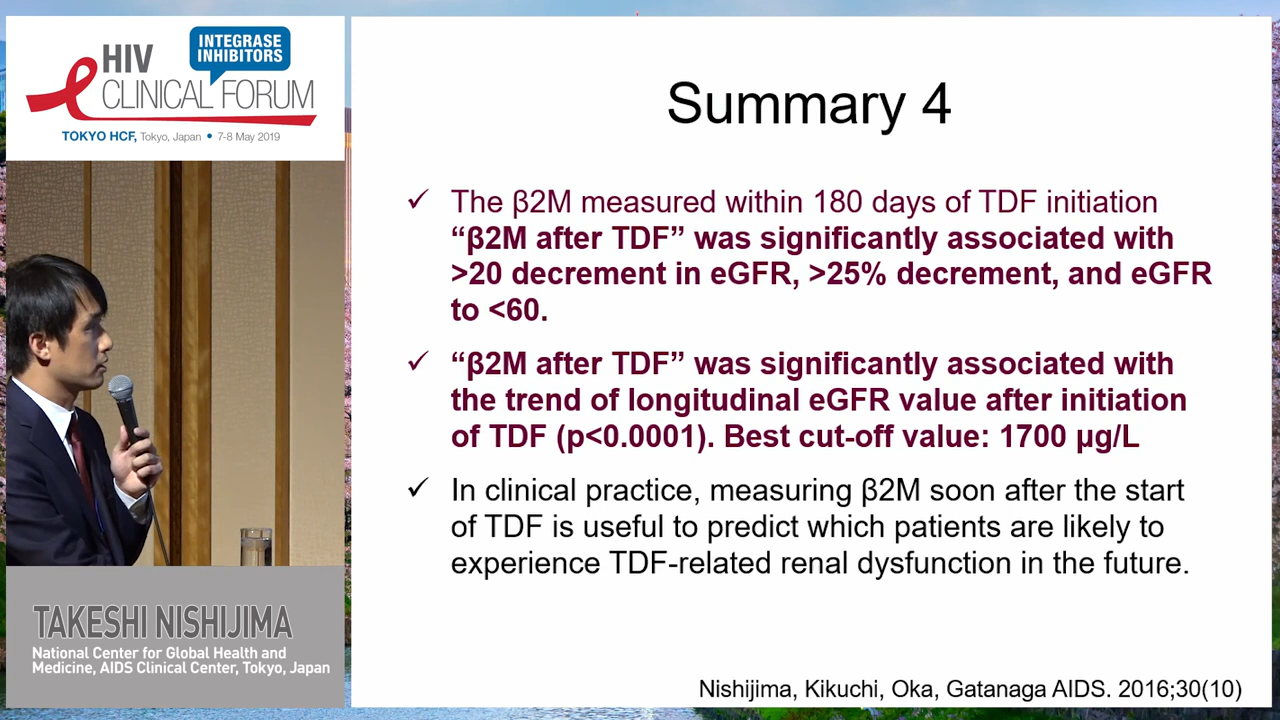 INTEGRASE
INHIBITORS
HIV
CLINICAL FORUM
TOKYO HCF, Tokyo, Japan • 7-8 May 2019
TAKESHI NISHIJIMA
National Center for Global Health and
Medicine, AIDS Clinical Center, Tokyo, Japan
Summary 4
✓ The β2M measured within 180 days of TDF initiation
“β2M after TDF” was significantly associated with
>20 decrement in eGFR, >25% decrement, and eGFR
to <60.
✓ “β2M after TDF” was significantly associated with
the trend of longitudinal eGFR value after initiation
of TDF (p<0.0001). Best cut-off value: 1700 µg/L
✓ In clinical practice, measuring β2M soon after the start
of TDF is useful to predict which patients are likely to
experience TDF-related renal dysfunction in the future.
Nishijima, Kikuchi, Oka, Gatanaga AIDS. 2016;30(10)